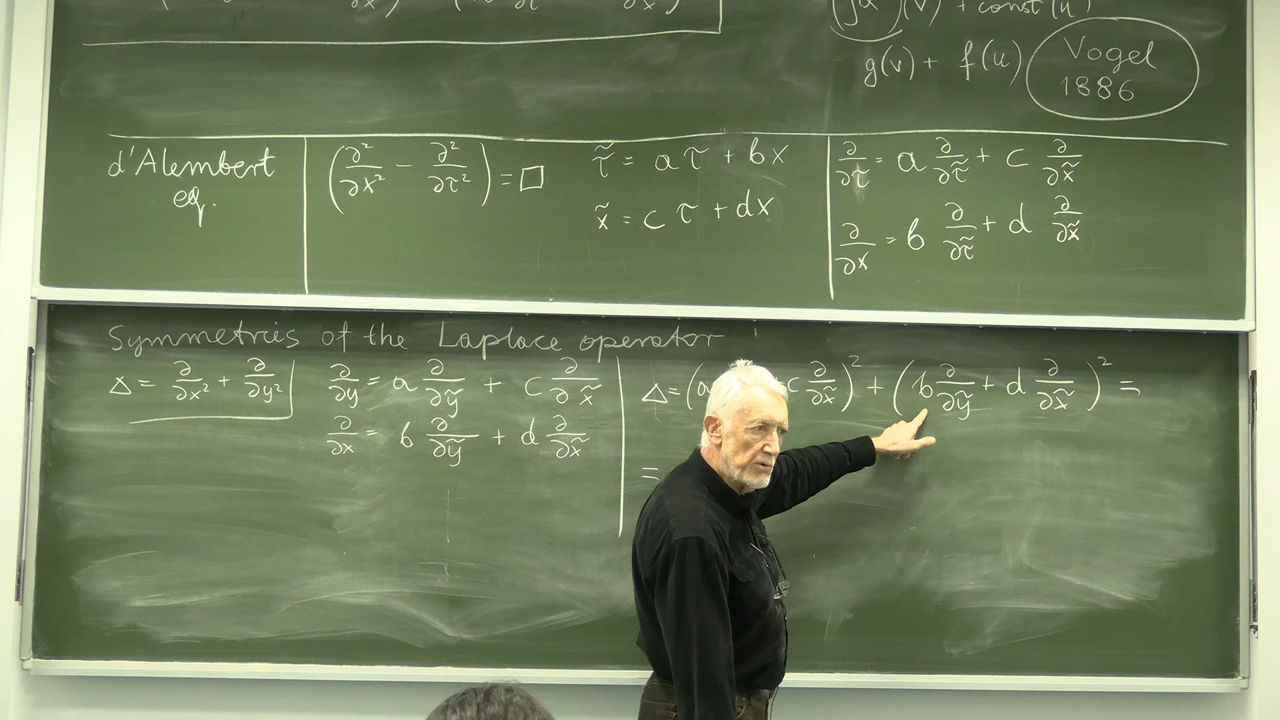 (∫a)(v) + const(u)
g(v) + f(u)
Vogel
1886
d'Alembert
eq.
(∂²/∂x² − ∂²/∂τ²) = □
τ̃ = aτ + bx
x̃ = cτ + dx
∂/∂τ = a ∂/∂τ̃ + c ∂/∂x̃
∂/∂x = b ∂/∂τ̃ + d ∂/∂x̃
Symmetries of the Laplace operator
Δ = ∂/∂x² + ∂/∂y²
∂/∂y = a ∂/∂ỹ + c ∂/∂x̃
∂/∂x = b ∂/∂ỹ + d ∂/∂x̃
Δ = (a c ∂/∂x̃)² + (b ∂/∂ỹ + d ∂/∂x̃)² =
=